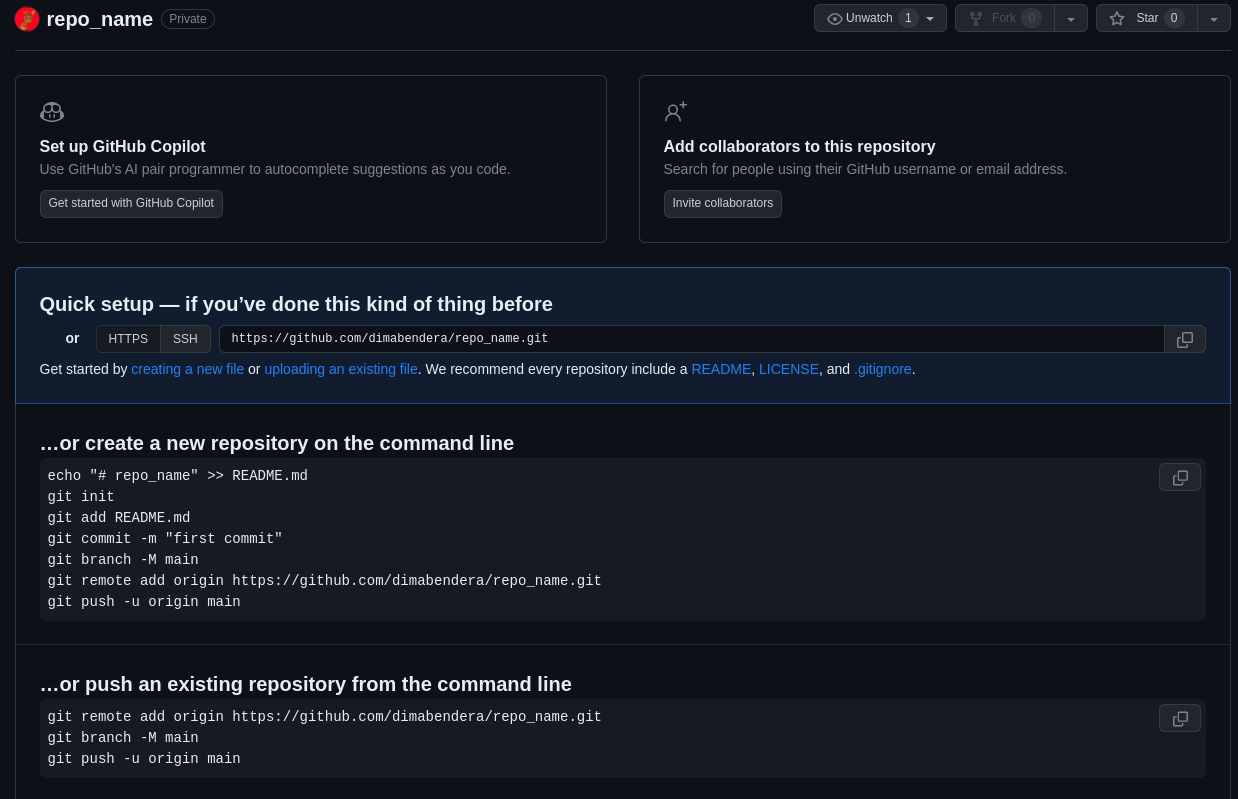 repo_name Private Unwatch 1 Fork 0 Star 0
Set up GitHub Copilot
Use GitHub's AI pair programmer to autocomplete suggestions as you code.
Get started with GitHub Copilot
Add collaborators to this repository
Search for people using their GitHub username or email address.
Invite collaborators
Quick setup — if you’ve done this kind of thing before
or HTTPS SSH https://github.com/dimabendera/repo_name.git
Get started by creating a new file or uploading an existing file. We recommend every repository include a README, LICENSE, and .gitignore.
…or create a new repository on the command line
echo "# repo_name" >> README.md
git init
git add README.md
git commit -m "first commit"
git branch -M main
git remote add origin https://github.com/dimabendera/repo_name.git
git push -u origin main
…or push an existing repository from the command line
git remote add origin https://github.com/dimabendera/repo_name.git
git branch -M main
git push -u origin main